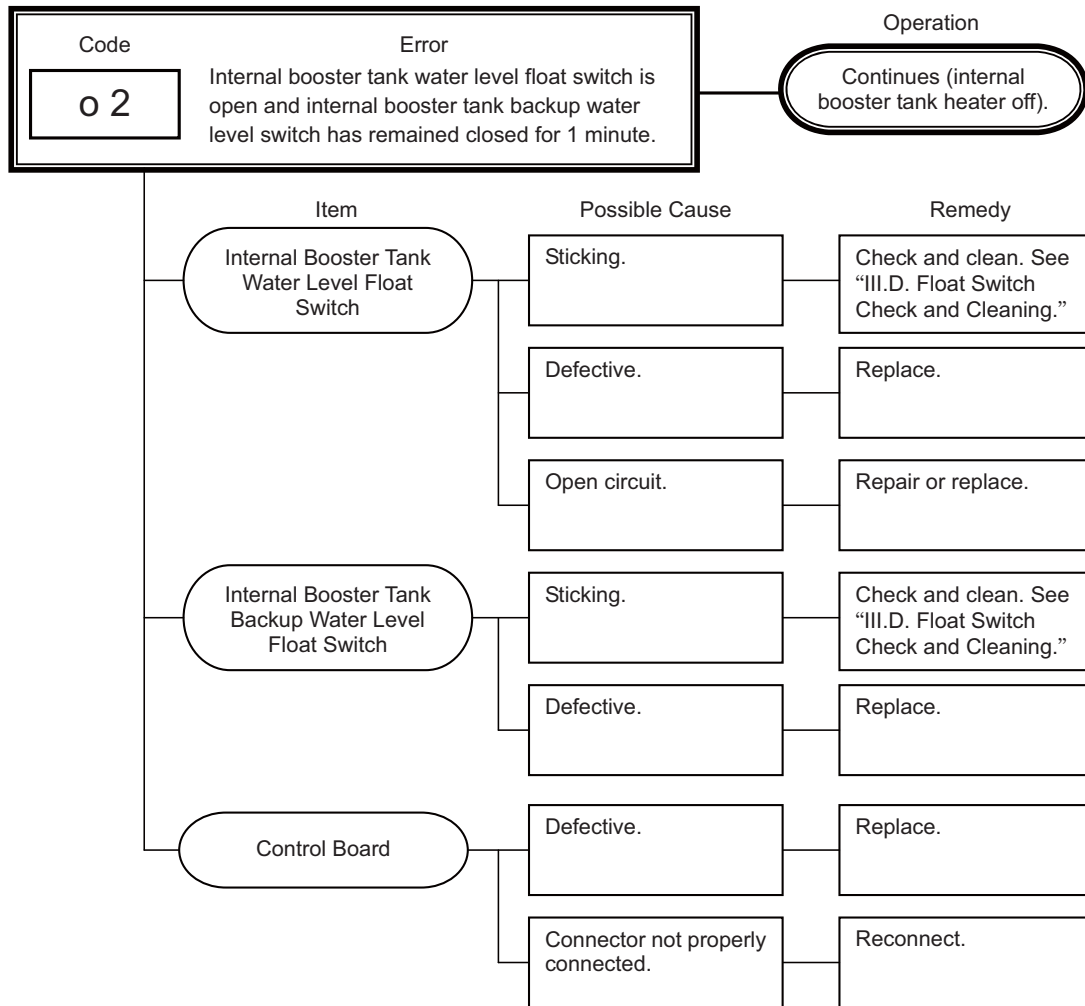 Code
Error
Operation
o 2
Internal booster tank water level float switch is
open and internal booster tank backup water
level switch has remained closed for 1 minute.
Continues (internal
booster tank heater off).
Item
Possible Cause
Remedy
Internal Booster Tank
Water Level Float
Switch
Sticking.
Check and clean. See
“III.D. Float Switch
Check and Cleaning.”
Defective.
Replace.
Open circuit.
Repair or replace.
Internal Booster Tank
Backup Water Level
Float Switch
Sticking.
Check and clean. See
“III.D. Float Switch
Check and Cleaning.”
Defective.
Replace.
Control Board
Defective.
Replace.
Connector not properly
connected.
Reconnect.